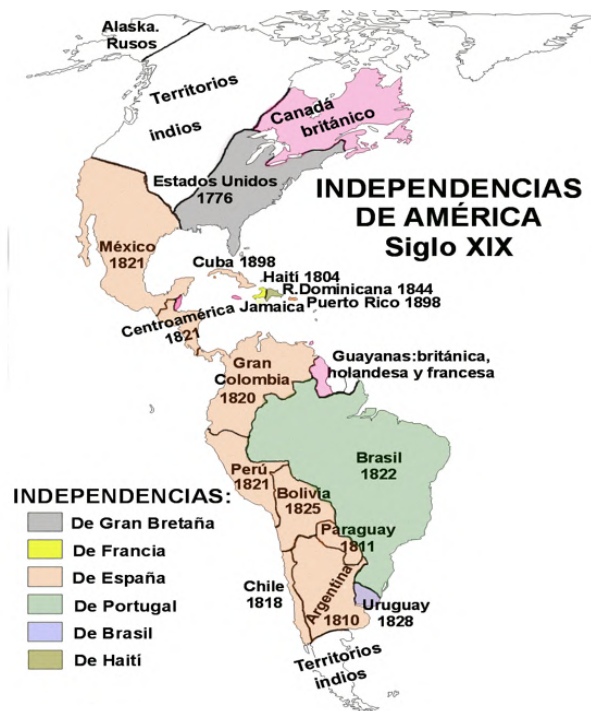 Alaska.
Rusos
Territorios
indios
Canadá
británico
Estados Unidos
1776
INDEPENDENCIAS
DE AMÉRICA
Siglo XIX
México
1821
Cuba 1898
Haití 1804
R.Dominicana 1844
Jamaica
Puerto Rico 1898
Centroamérica
1821
Guayanas:británica,
holandesa y francesa
Gran
Colombia
1820
Brasil
1822
Perú
1821
Bolivia
1825
Paraguay
1811
Chile
1818
Argentina
1810
Uruguay
1828
Territorios
indios
INDEPENDENCIAS:
De Gran Bretaña
De Francia
De España
De Portugal
De Brasil
De Haití